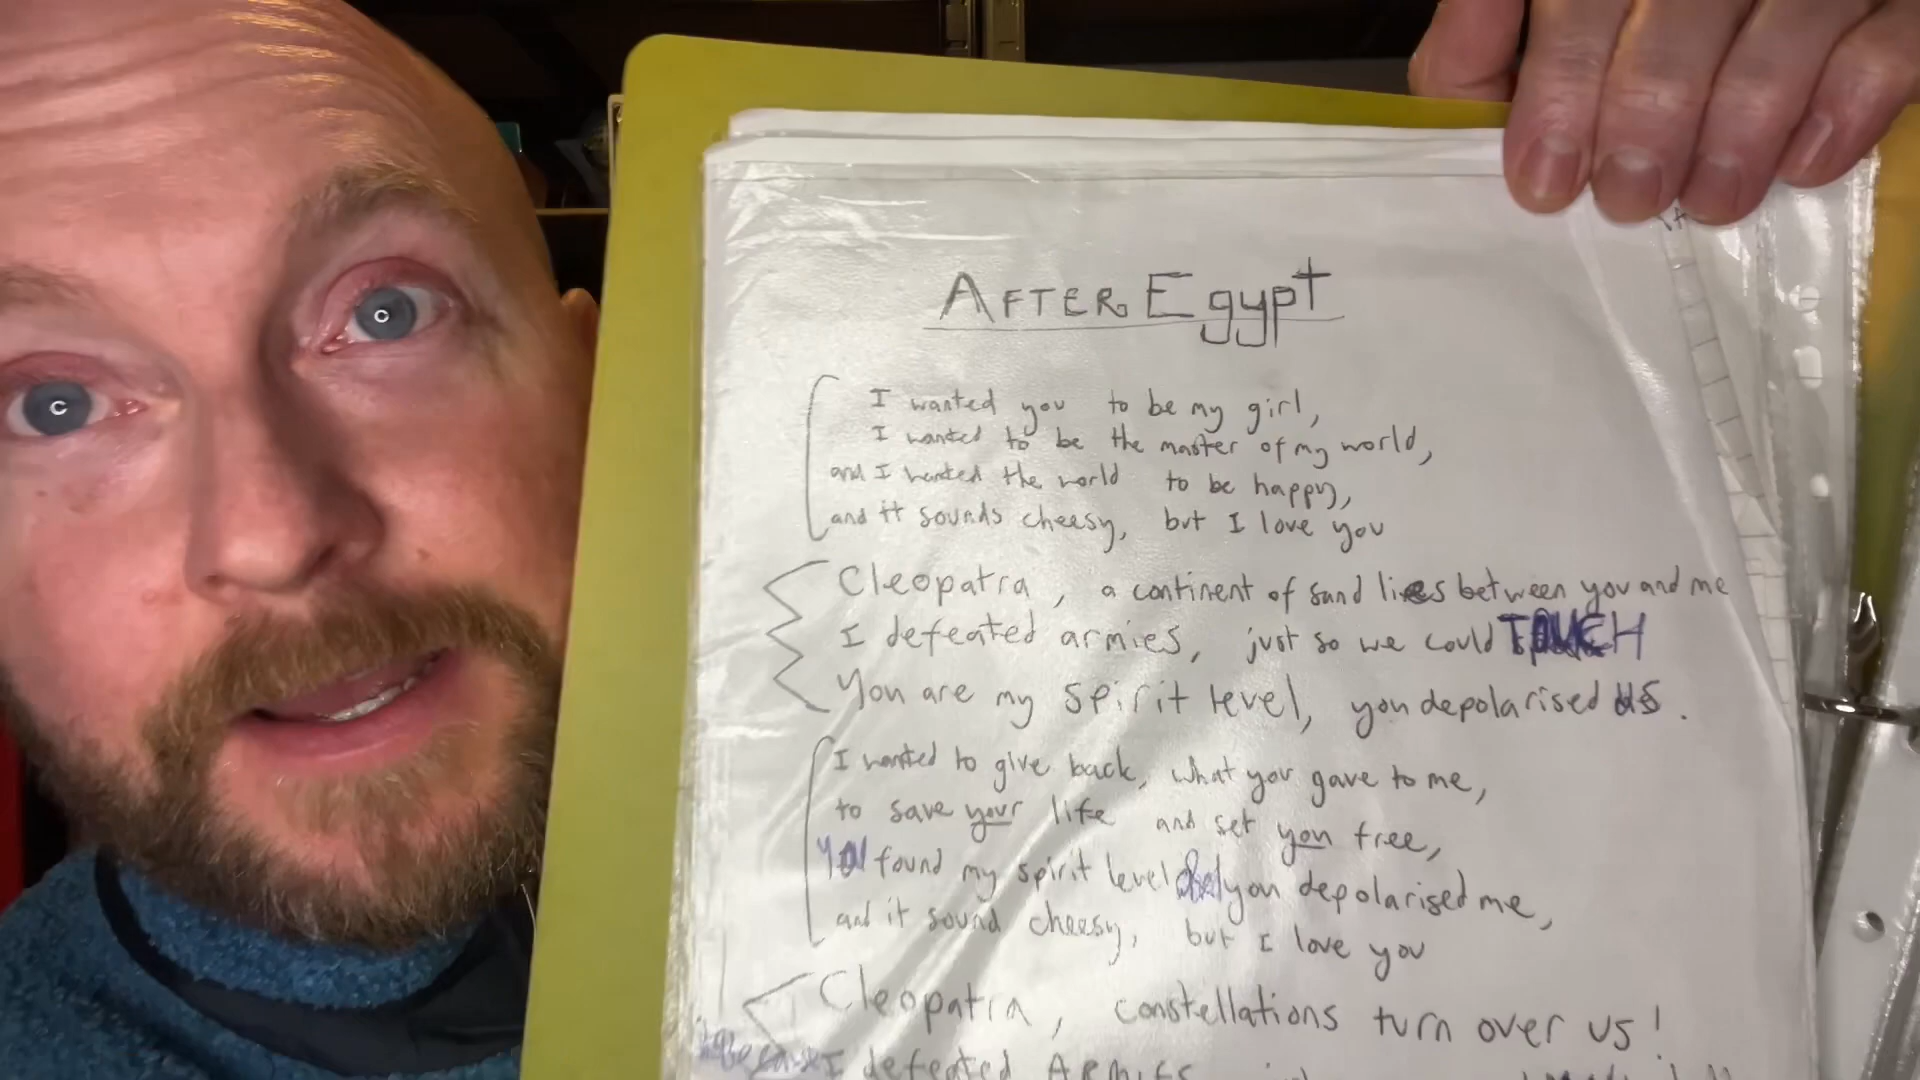 AFTER Egypt
I wanted you to be my girl,
I wanted to be the master of my world,
and I wanted the world to be happy,
and it sounds cheesy, but I love you
Cleopatra, a continent of sand lies between you and me
I defeated armies, just so we could TOUCH
You are my spirit level, you depolarised us.
I wanted to give back, what you gave to me,
to save your life and set you free,
You found my spirit level you depolarised me,
and it sound cheesy, but I love you
Cleopatra, constellations turn over us!
because I defeated ARMIES